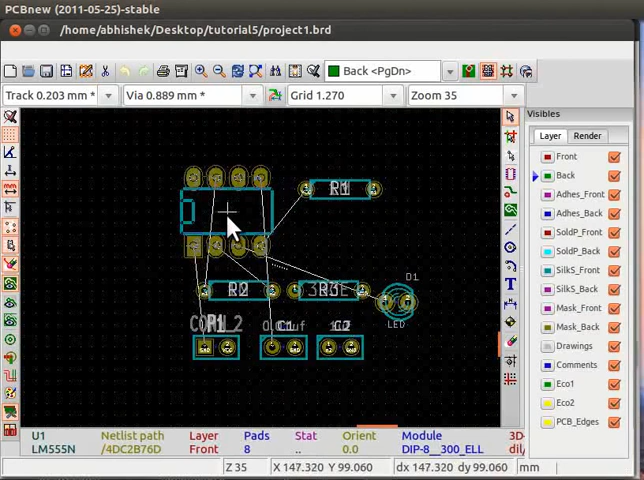 PCBnew (2011-05-25)-stable
/home/abhishek/Desktop/tutorial5/project1.brd
Back <PgDn>
Track 0.203 mm *
Via 0.889 mm *
Grid 1.270
Zoom 35
Visibles
Layer
Render
Front
Back
Adhes_Front
Adhes_Back
SoldP_Front
SoldP_Back
SilkS_Front
SilkS_Back
Mask_Front
Mask_Back
Drawings
Comments
Eco1
Eco2
PCB_Edges
R1
R2
R3
D1
LED
P1
C1
C2
U1
Netlist path
Layer
Pads
Stat
Orient
Module
3D-
LM555N
/4DC2B76D
Front
8
..
0.0
DIP-8__300_ELL
dil/
Z 35
X 147.320 Y 99.060
dx 147.320 dy 99.060
mm